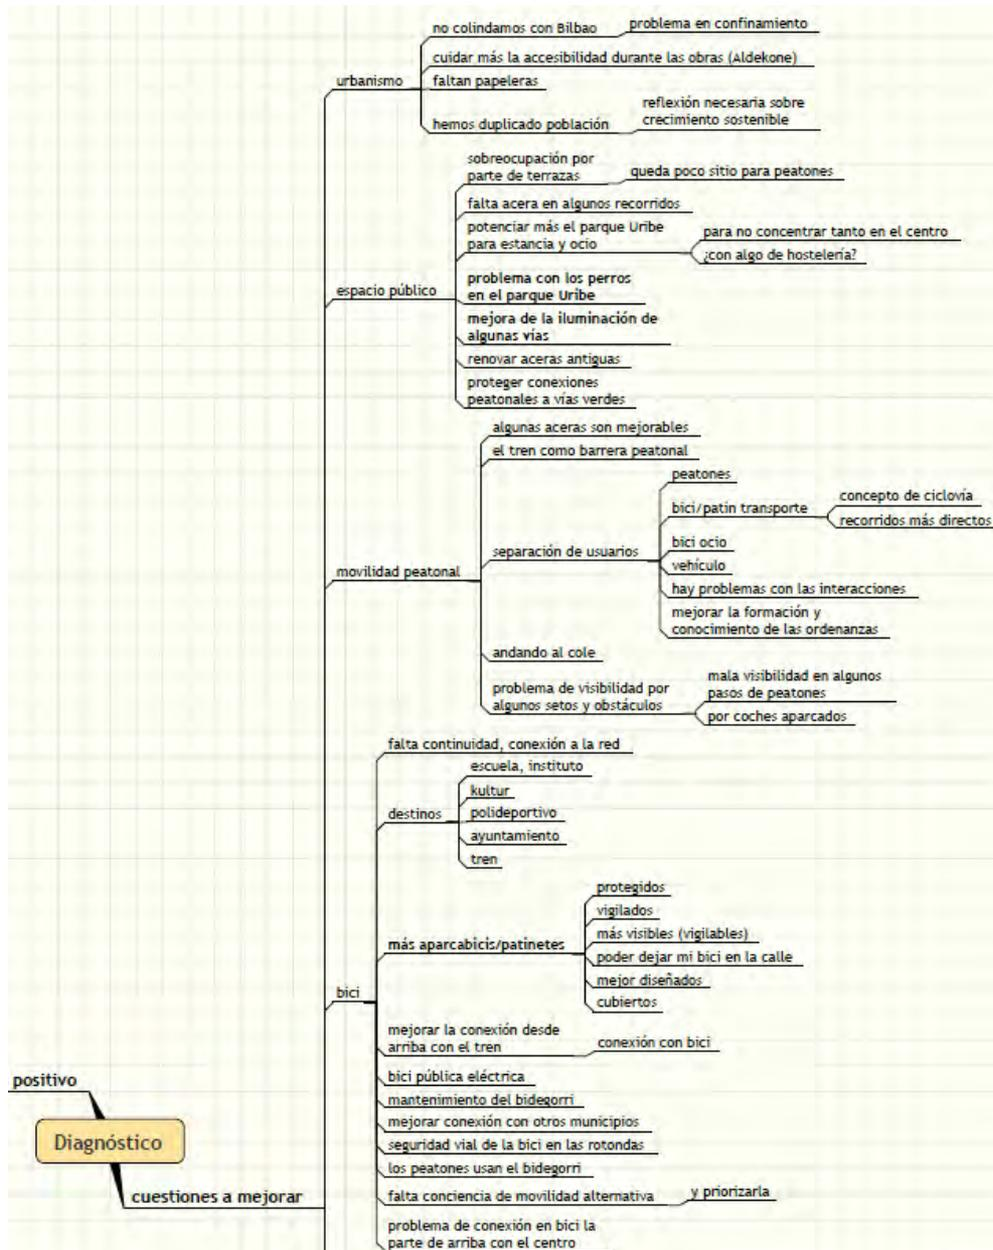 no colindamos con Bilbao
problema en confinamiento
cuidar más la accesibilidad durante las obras (Aldekone)
urbanismo
faltan papeleras
hemos duplicado población
reflexión necesaria sobre
crecimiento sostenible
sobreocupación por
parte de terrazas
queda poco sitio para peatones
falta acera en algunos recorridos
potenciar más el parque Uribe
para estancia y ocio
para no concentrar tanto en el centro
¿con algo de hostelería?
espacio público
problema con los perros
en el parque Uribe
mejora de la iluminación de
algunas vías
renovar aceras antiguas
proteger conexiones
peatonales a vías verdes
algunas aceras son mejorables
el tren como barrera peatonal
movilidad peatonal
separación de usuarios
peatones
bici/patin transporte
concepto de ciclovía
recorridos más directos
bici ocio
vehículo
hay problemas con las interacciones
mejorar la formación y
conocimiento de las ordenanzas
andando al cole
problema de visibilidad por
algunos setos y obstáculos
mala visibilidad en algunos
pasos de peatones
por coches aparcados
falta continuidad, conexión a la red
destinos
escuela, instituto
kultur
polideportivo
ayuntamiento
tren
bici
más aparcabicis/patinetes
protegidos
vigilados
más visibles (vigilables)
poder dejar mi bici en la calle
mejor diseñados
cubiertos
mejorar la conexión desde
arriba con el tren
conexión con bici
bici pública eléctrica
mantenimiento del bidegorri
mejorar conexión con otros municipios
seguridad vial de la bici en las rotondas
los peatones usan el bidegorri
falta conciencia de movilidad alternativa
y priorizarla
problema de conexión en bici la
parte de arriba con el centro
positivo
Diagnóstico
cuestiones a mejorar